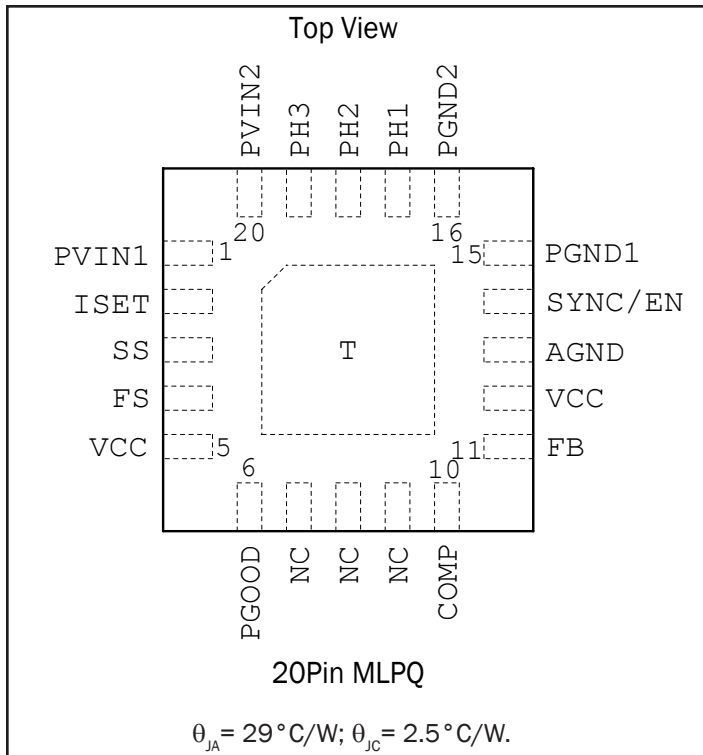 Top View
PVIN2 PH3 PH2 PH1 PGND2
20 16
PVIN1 1 15 PGND1
ISET SYNC/EN
SS T AGND
FS VCC
VCC 5 11 FB
6 10
PGOOD NC NC NC COMP
20Pin MLPQ
θJA= 29°C/W; θJC= 2.5°C/W.